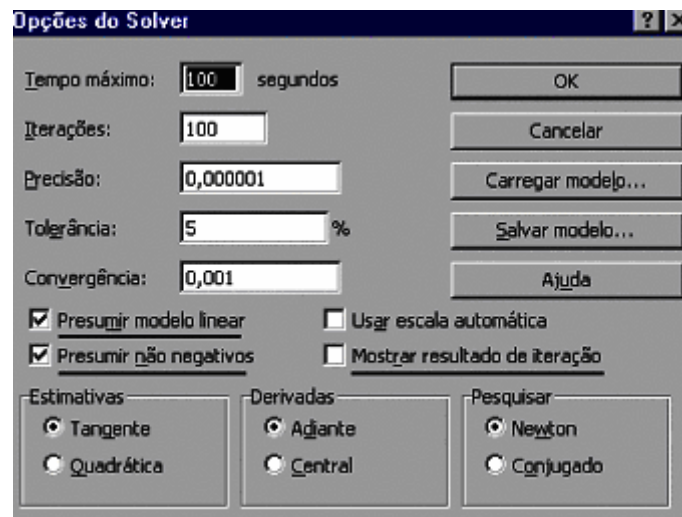 Opções do Solver
Tempo máximo: 100 segundos OK
Iterações: 100 Cancelar
Precisão: 0,000001 Carregar modelo...
Tolerância: 5 % Salvar modelo...
Convergência: 0,001 Ajuda
Presumir modelo linear Usar escala automática
Presumir não negativos Mostrar resultado de iteração
Estimativas Derivadas Pesquisar
Tangente Adiante Newton
Quadrática Central Conjugado